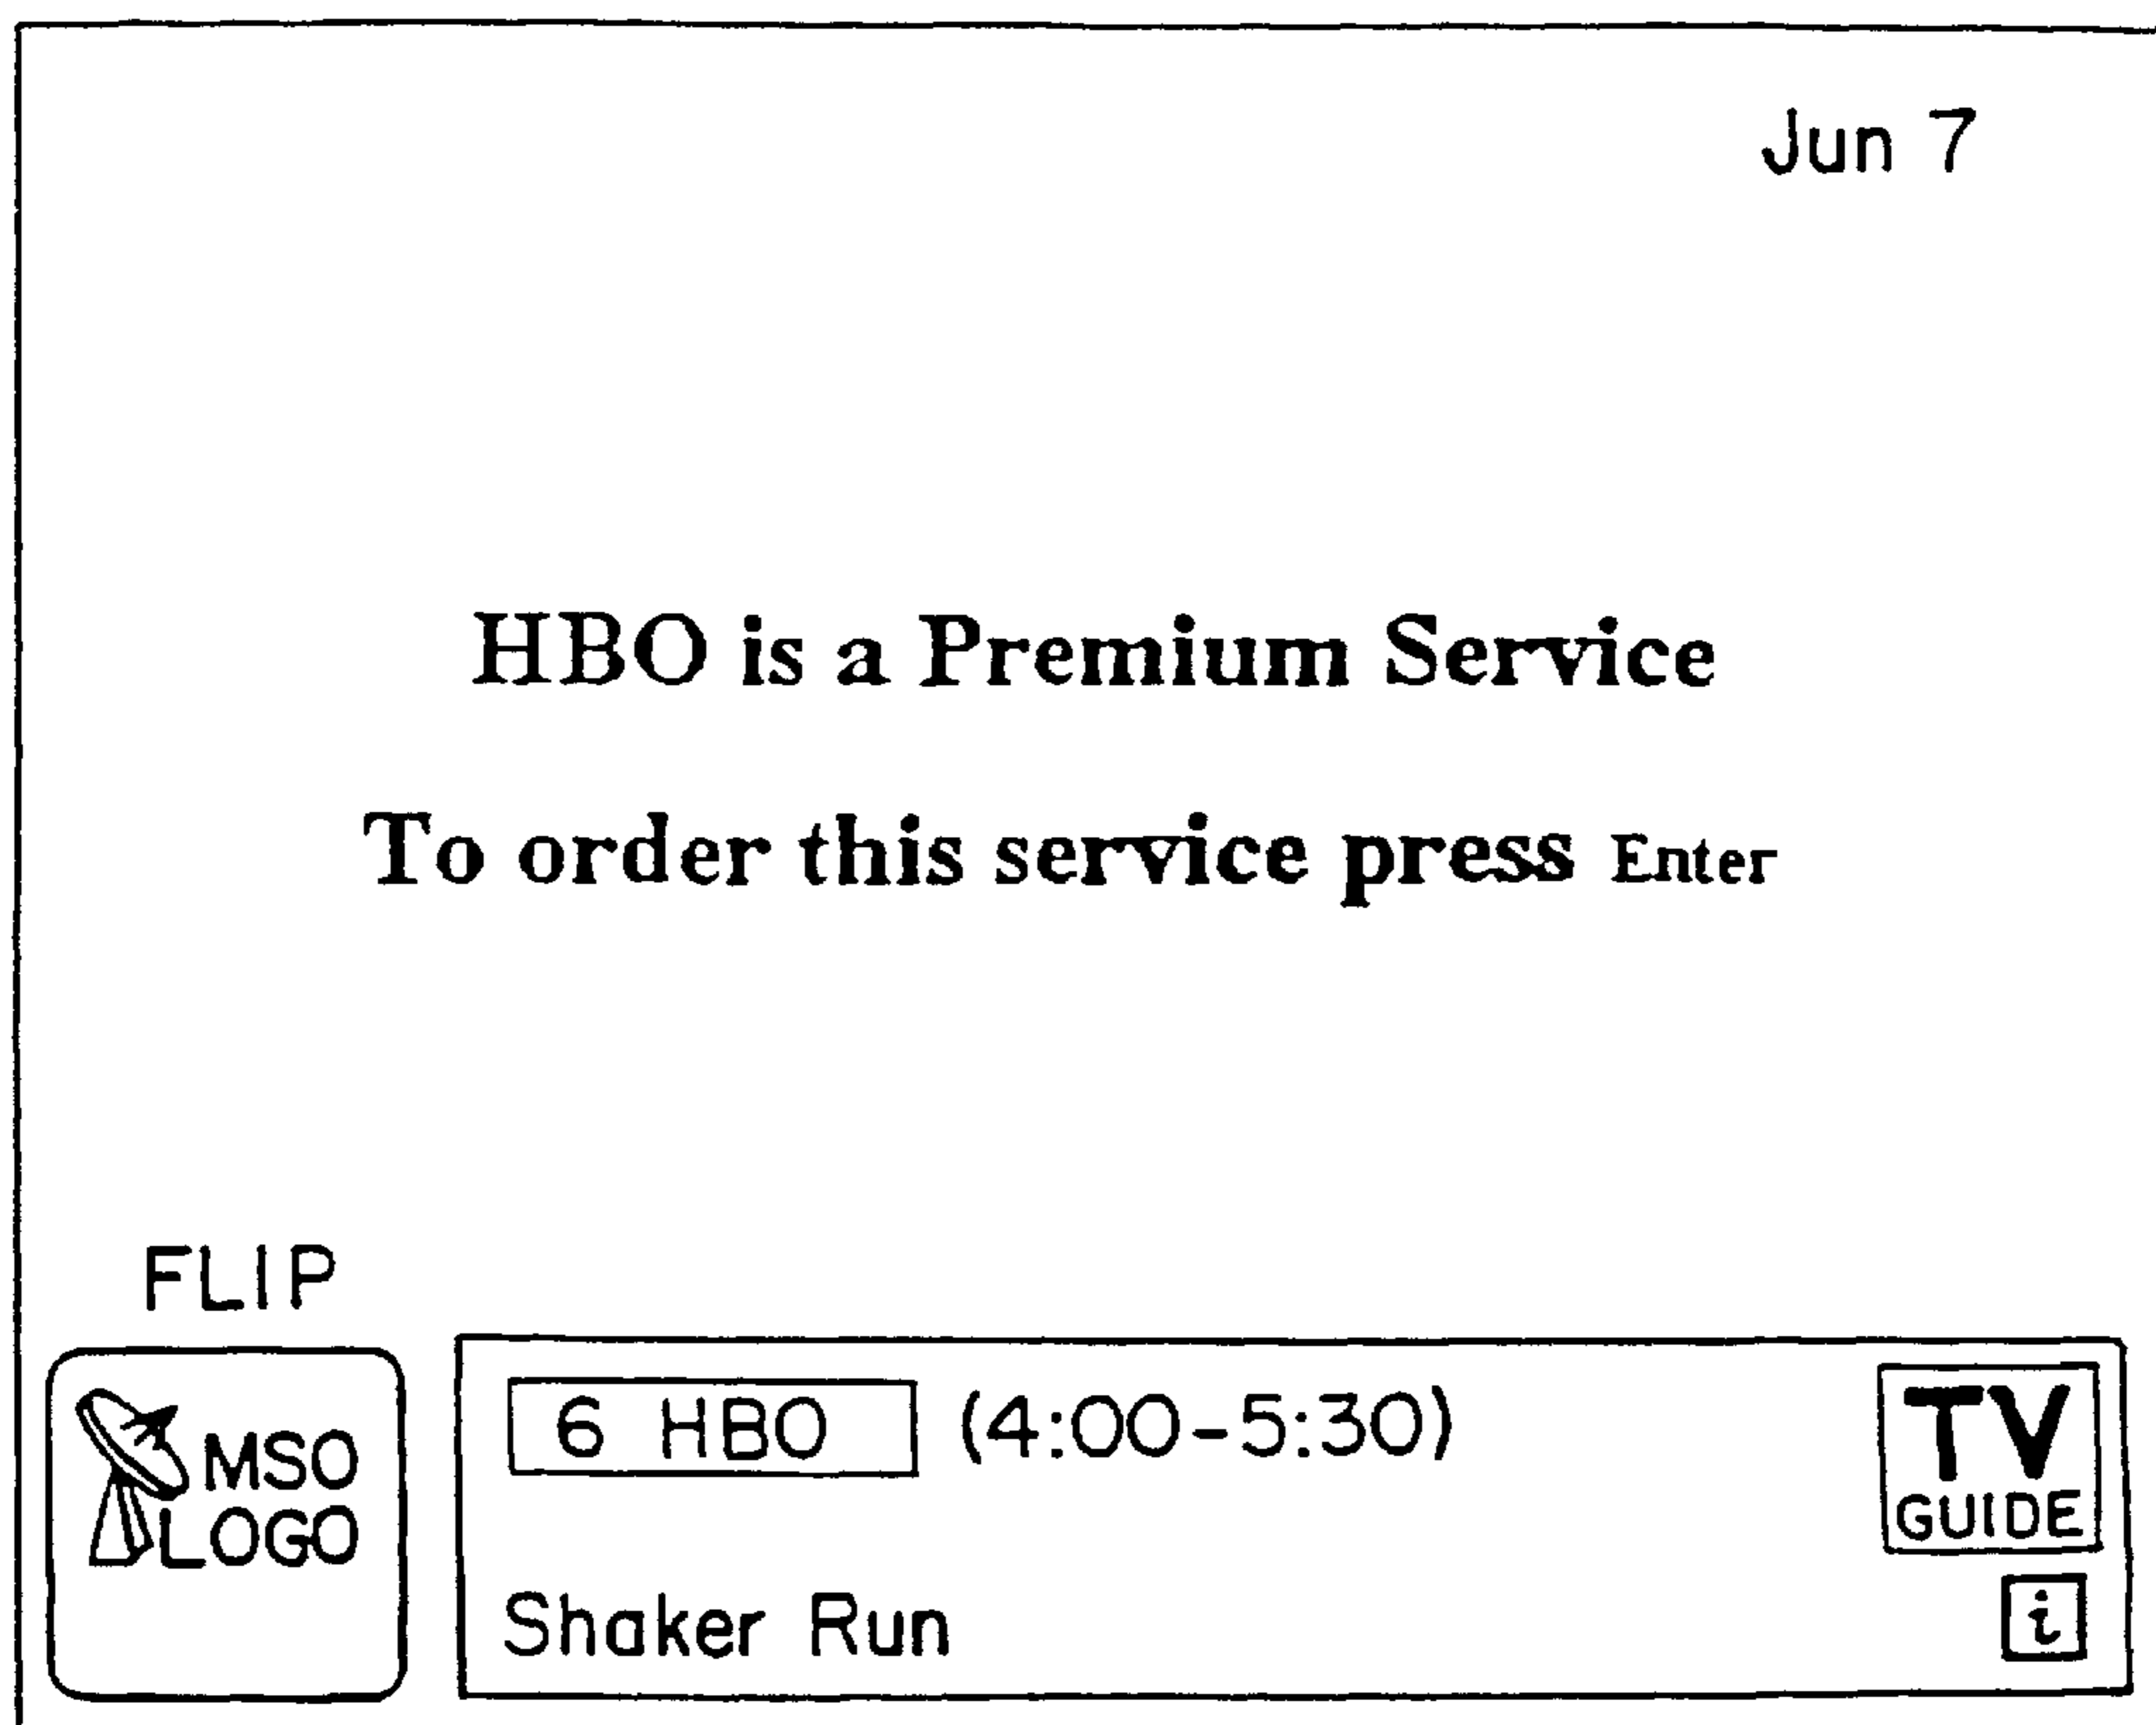 Jun 7
HBO is a Premium Service
To order this service press Enter
FLIP
MSO
LOGO
6 HBO (4:00-5:30)
TV
GUIDE
Shaker Run
i